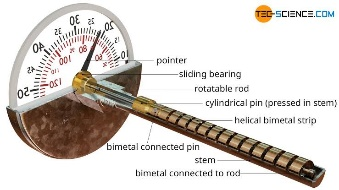 TEC-SCIENCE.COM
pointer
sliding bearing
rotatable rod
cylindrical pin (pressed in stem)
helical bimetal strip
bimetal connected pin
stem
bimetal connected to rod